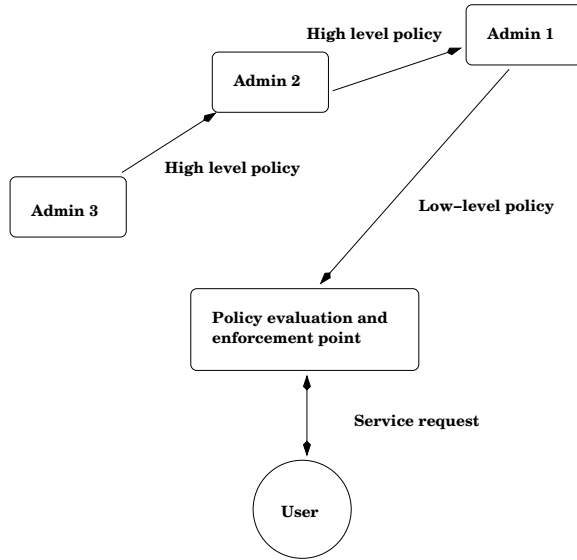 High level policy
Admin 1
Admin 2
High level policy
Admin 3
Low-level policy
Policy evaluation and
enforcement point
Service request
User